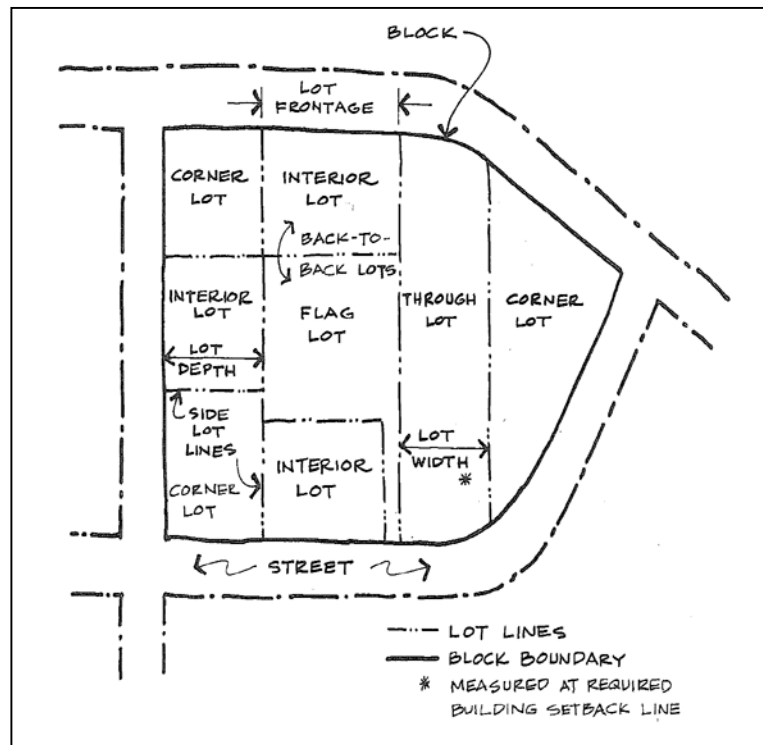 BLOCK
LOT
FRONTAGE
CORNER
LOT
INTERIOR
LOT
BACK-TO-
BACK LOTS
INTERIOR
LOT
FLAG
LOT
THROUGH
LOT
CORNER
LOT
LOT
DEPTH
SIDE
LOT
LINES
CORNER
LOT
INTERIOR
LOT
LOT
WIDTH
*
STREET
LOT LINES
BLOCK BOUNDARY
* MEASURED AT REQUIRED
BUILDING SETBACK LINE